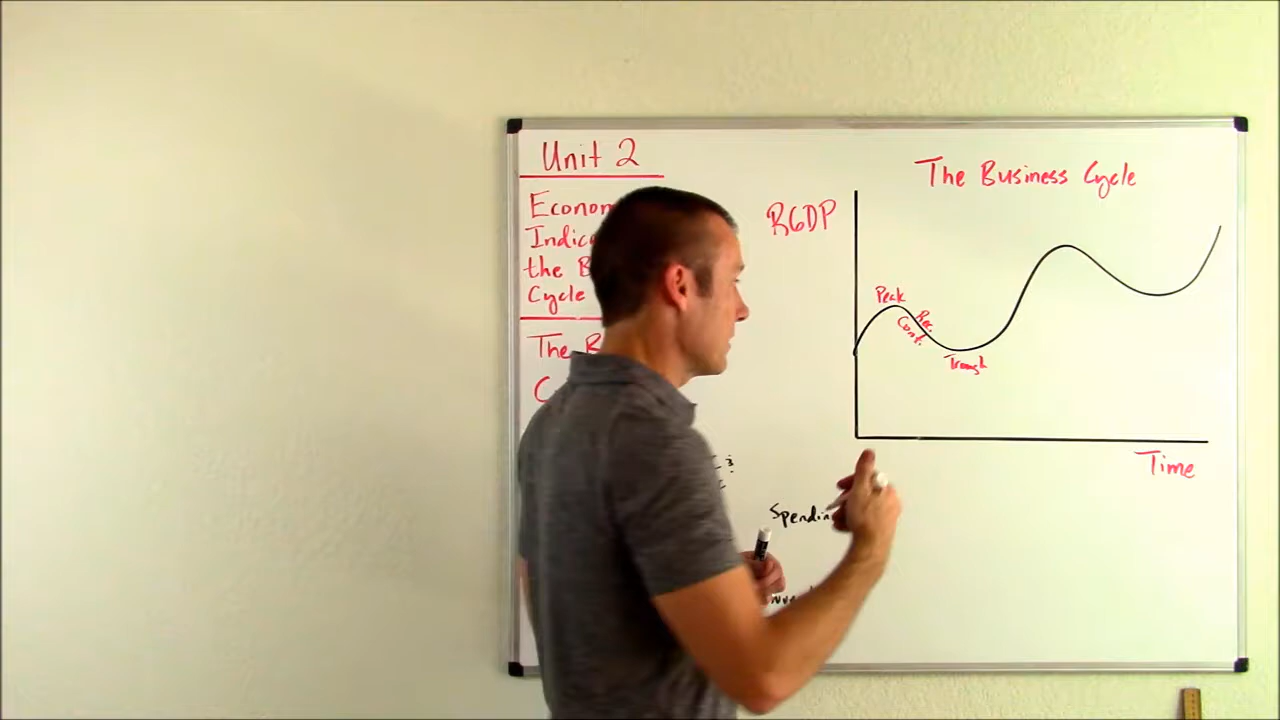 Unit 2
The Business Cycle
Econom
Indic
the B
Cycle
The B
C
RGDP
Peak
Rec.
Cont.
Trough
Time
Spendin